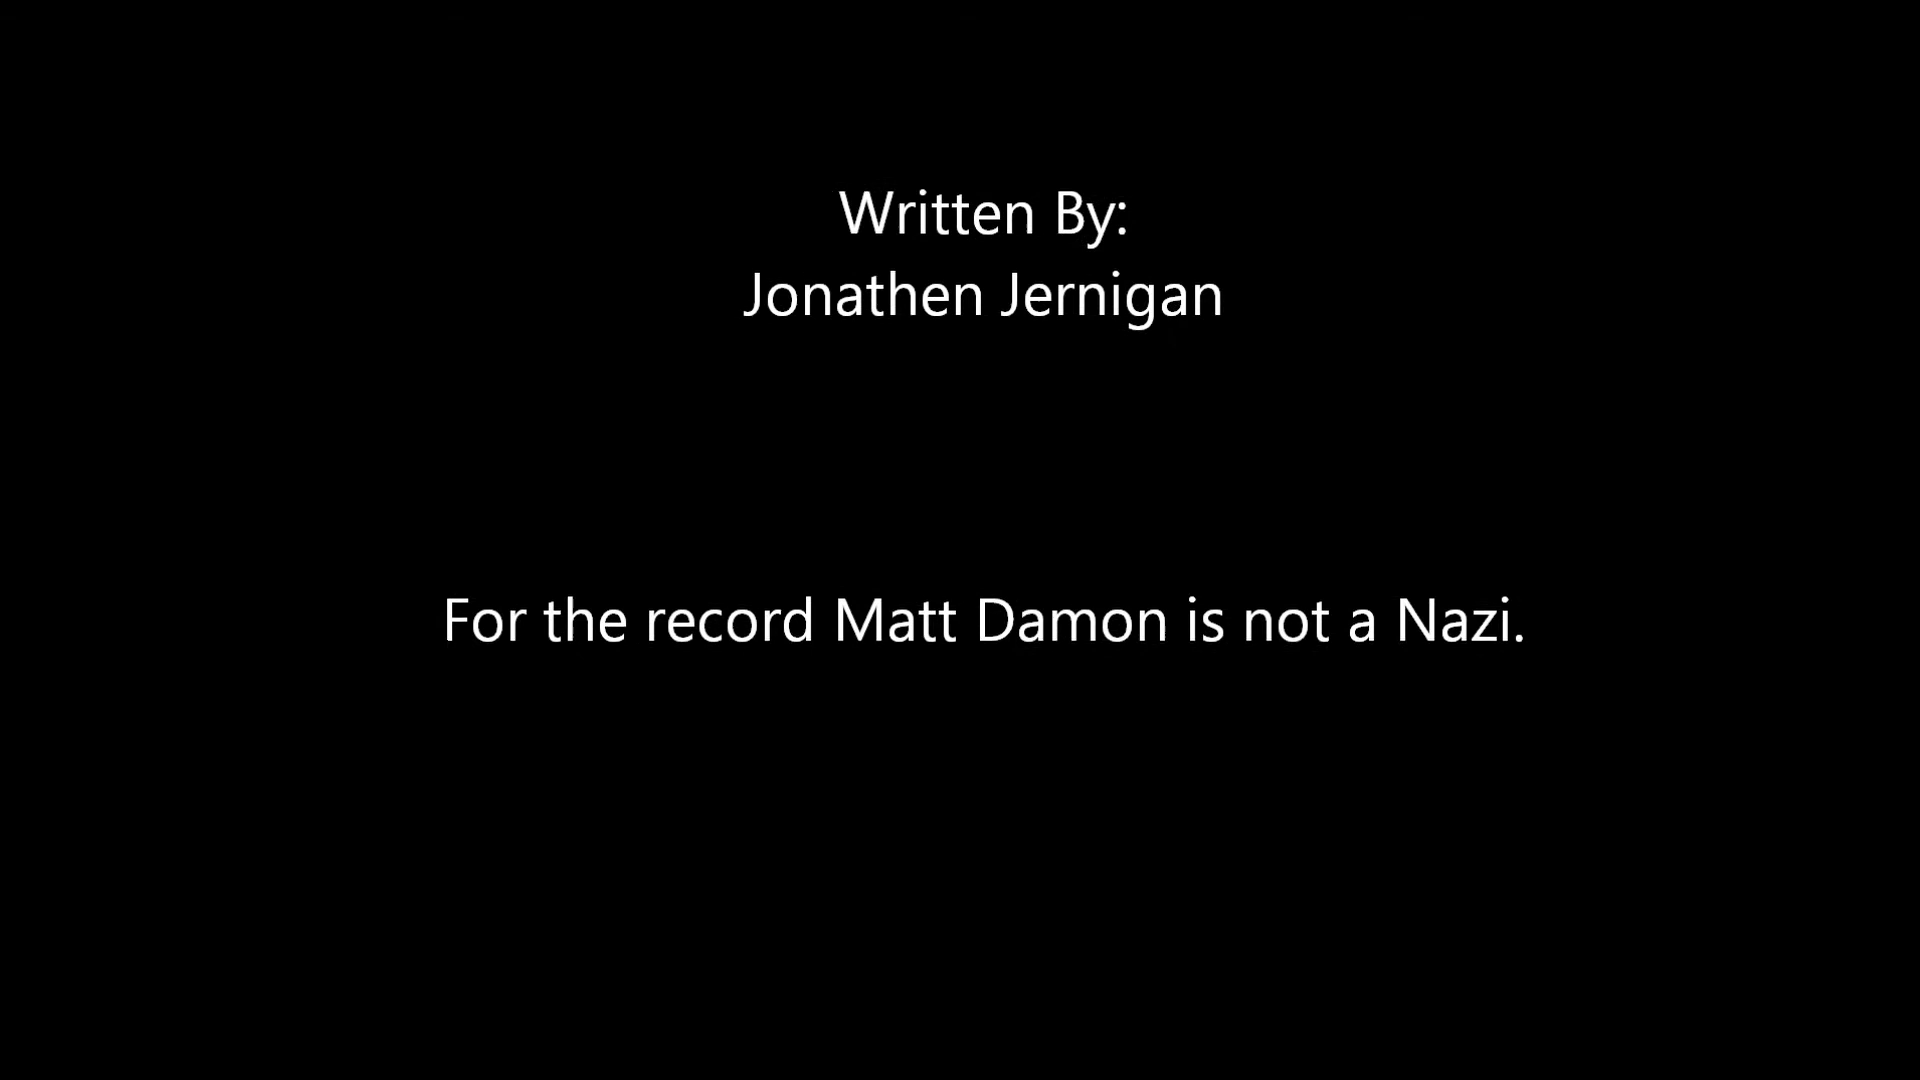 Written By:
Jonathen Jernigan
For the record Matt Damon is not a Nazi.